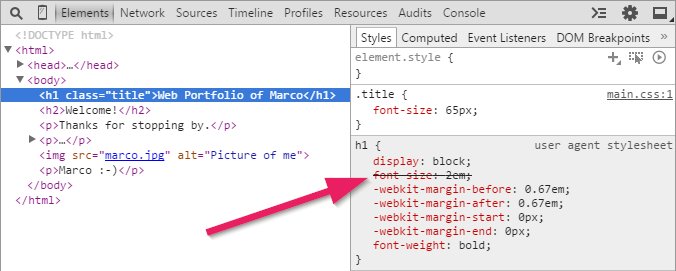 Elements Network Sources Timeline Profiles Resources Audits Console
<!DOCTYPE html>
<html>
<head>…</head>
<body>
<h1 class="title">Web Portfolio of Marco</h1>
<h2>Welcome!</h2>
<p>Thanks for stopping by.</p>
<p>…</p>
<img src="marco.jpg" alt="Picture of me">
<p>Marco :-)</p>
</body>
</html>
Styles Computed Event Listeners DOM Breakpoints »
element.style {
}
.title { main.css:1
font-size: 65px;
}
h1 { user agent stylesheet
display: block;
font-size: 2em;
-webkit-margin-before: 0.67em;
-webkit-margin-after: 0.67em;
-webkit-margin-start: 0px;
-webkit-margin-end: 0px;
font-weight: bold;
}